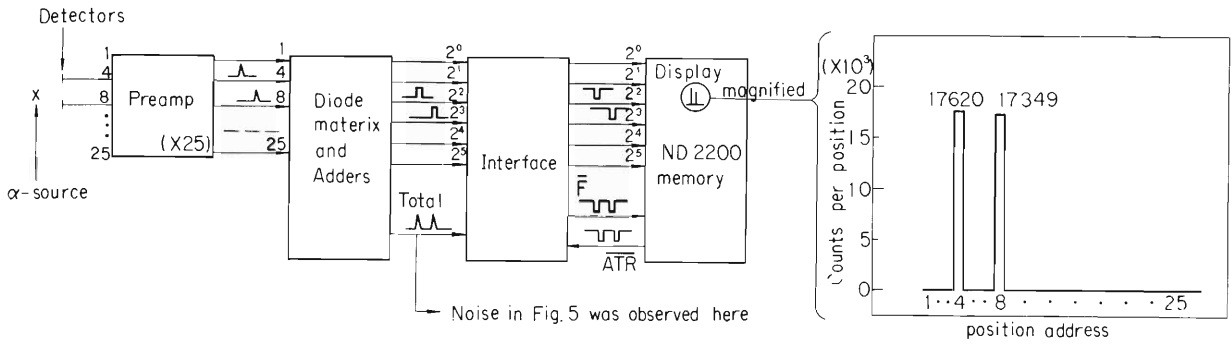 Detectors
1
4
8
25
X
α-source
Preamp
(X25)
1
4
8
25
Diode
materix
and
Adders
2⁰
2¹
2²
2³
2⁴
2⁵
Total
Interface
2⁰
2¹
2²
2³
2⁴
2⁵
F̅
A̅T̅R̅
Display
ND 2200
memory
magnified
Noise in Fig. 5 was observed here
(X10³)
20
15
10
5
0
Counts per position
17620
17349
1 · · 4 · · 8 · · · · · · 25
position address